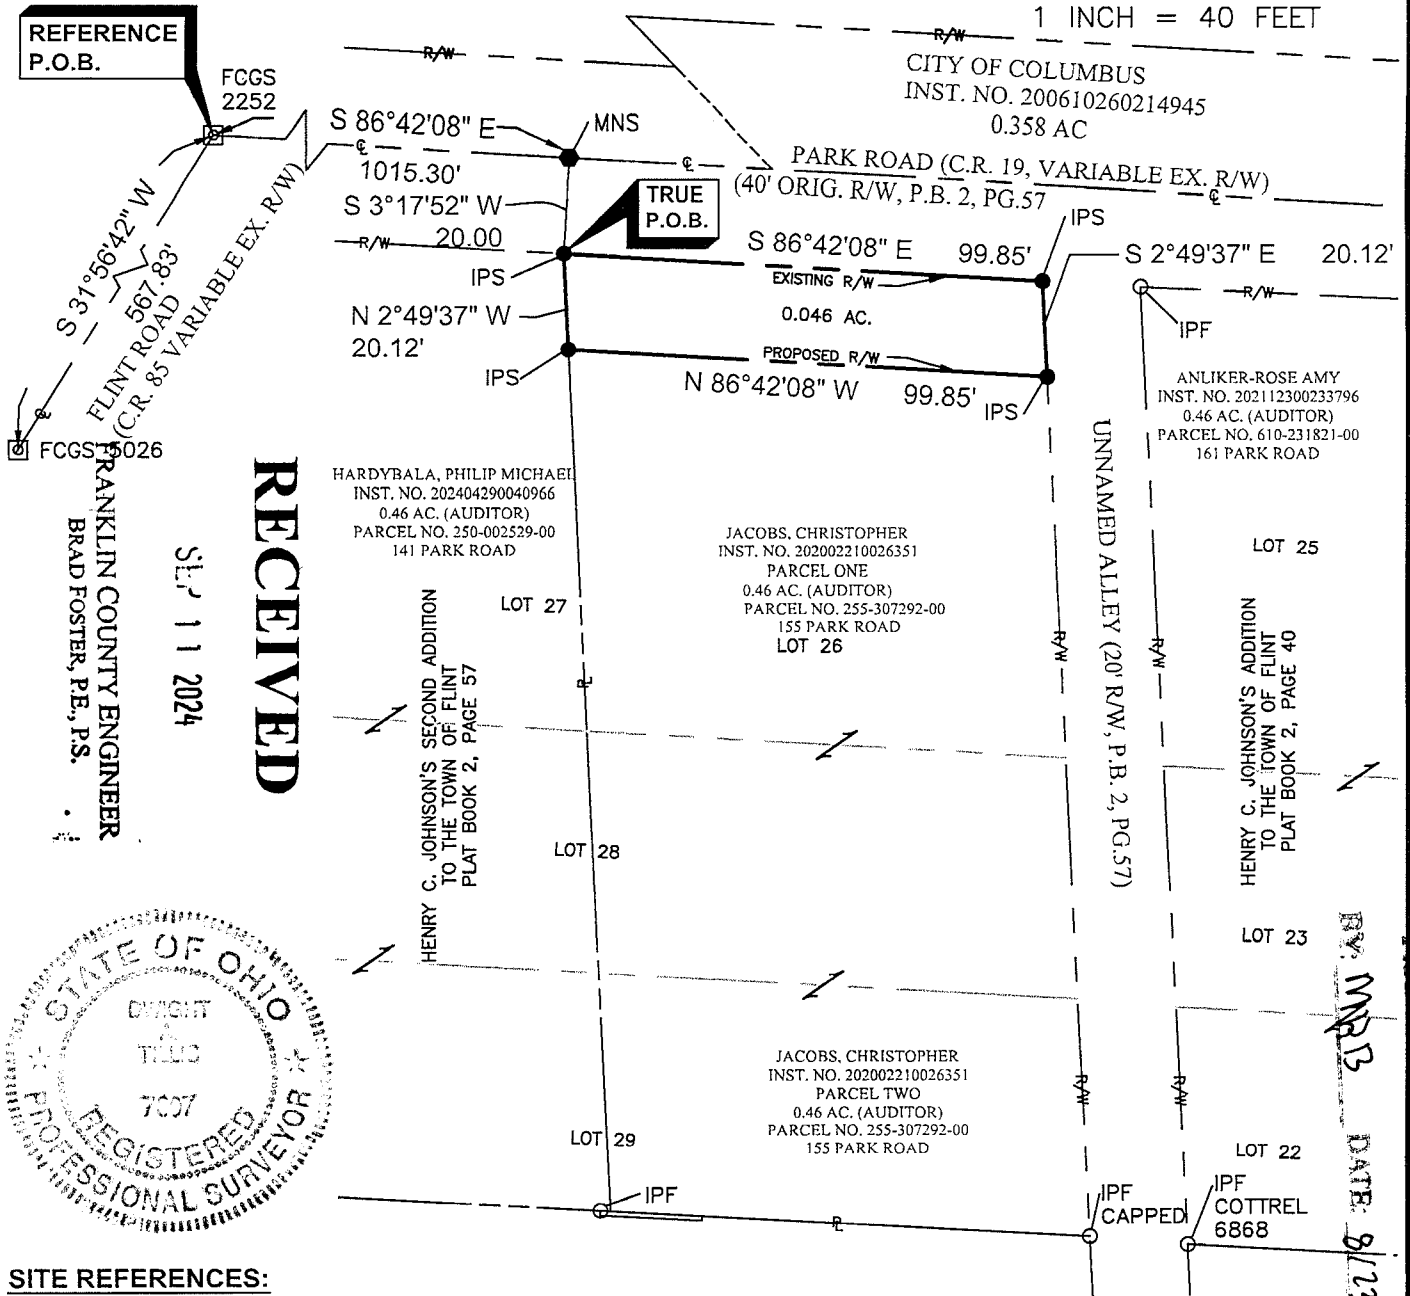 1 INCH = 40 FEET
REFERENCE
P.O.B.
FCGS
2252
R/W
R/W
CITY OF COLUMBUS
INST. NO. 200610260214945
0.358 AC
S 86°42'08" E
MNS
1015.30'
PARK ROAD (C.R. 19, VARIABLE EX. R/W)
(40' ORIG. R/W, P.B. 2, PG.57
TRUE
P.O.B.
S 3°17'52" W
20.00
R/W
IPS
IPS
S 86°42'08" E 99.85'
S 2°49'37" E 20.12'
EXISTING R/W
0.046 AC.
R/W
IPF
N 2°49'37" W
20.12'
IPS
PROPOSED R/W
N 86°42'08" W 99.85'
IPS
S 31°56'42" W
567.83'
FLINT ROAD
(C.R. 85 VARIABLE EX. R/W)
FCGS 5026
ANLIKER-ROSE AMY
INST. NO. 202112300233796
0.46 AC. (AUDITOR)
PARCEL NO. 610-231821-00
161 PARK ROAD
HARDYBALA, PHILIP MICHAEL
INST. NO. 202404290040966
0.46 AC. (AUDITOR)
PARCEL NO. 250-002529-00
141 PARK ROAD
JACOBS, CHRISTOPHER
INST. NO. 202002210026351
PARCEL ONE
0.46 AC. (AUDITOR)
PARCEL NO. 255-307292-00
155 PARK ROAD
LOT 26
LOT 25
LOT 27
RECEIVED
SEP 11 2024
FRANKLIN COUNTY ENGINEER
BRAD FOSTER, P.E., P.S.
HENRY C. JOHNSON'S SECOND ADDITION
TO THE TOWN OF FLINT
PLAT BOOK 2, PAGE 57
UNNAMED ALLEY (20' R/W, P.B. 2, PG.57)
R/W
R/W
HENRY C. JOHNSON'S ADDITION
TO THE TOWN OF FLINT
PLAT BOOK 2, PAGE 40
LOT 28
LOT 23
STATE OF OHIO
DWIGHT
A
7
REGISTERED
PROFESSIONAL SURVEYOR
JACOBS, CHRISTOPHER
INST. NO. 202002210026351
PARCEL TWO
0.46 AC. (AUDITOR)
PARCEL NO. 255-307292-00
155 PARK ROAD
R/W
R/W
LOT 29
LOT 22
IPF
IPF
CAPPED
IPF
COTTREL
6868
BY: DATE: 8/
SITE REFERENCES: